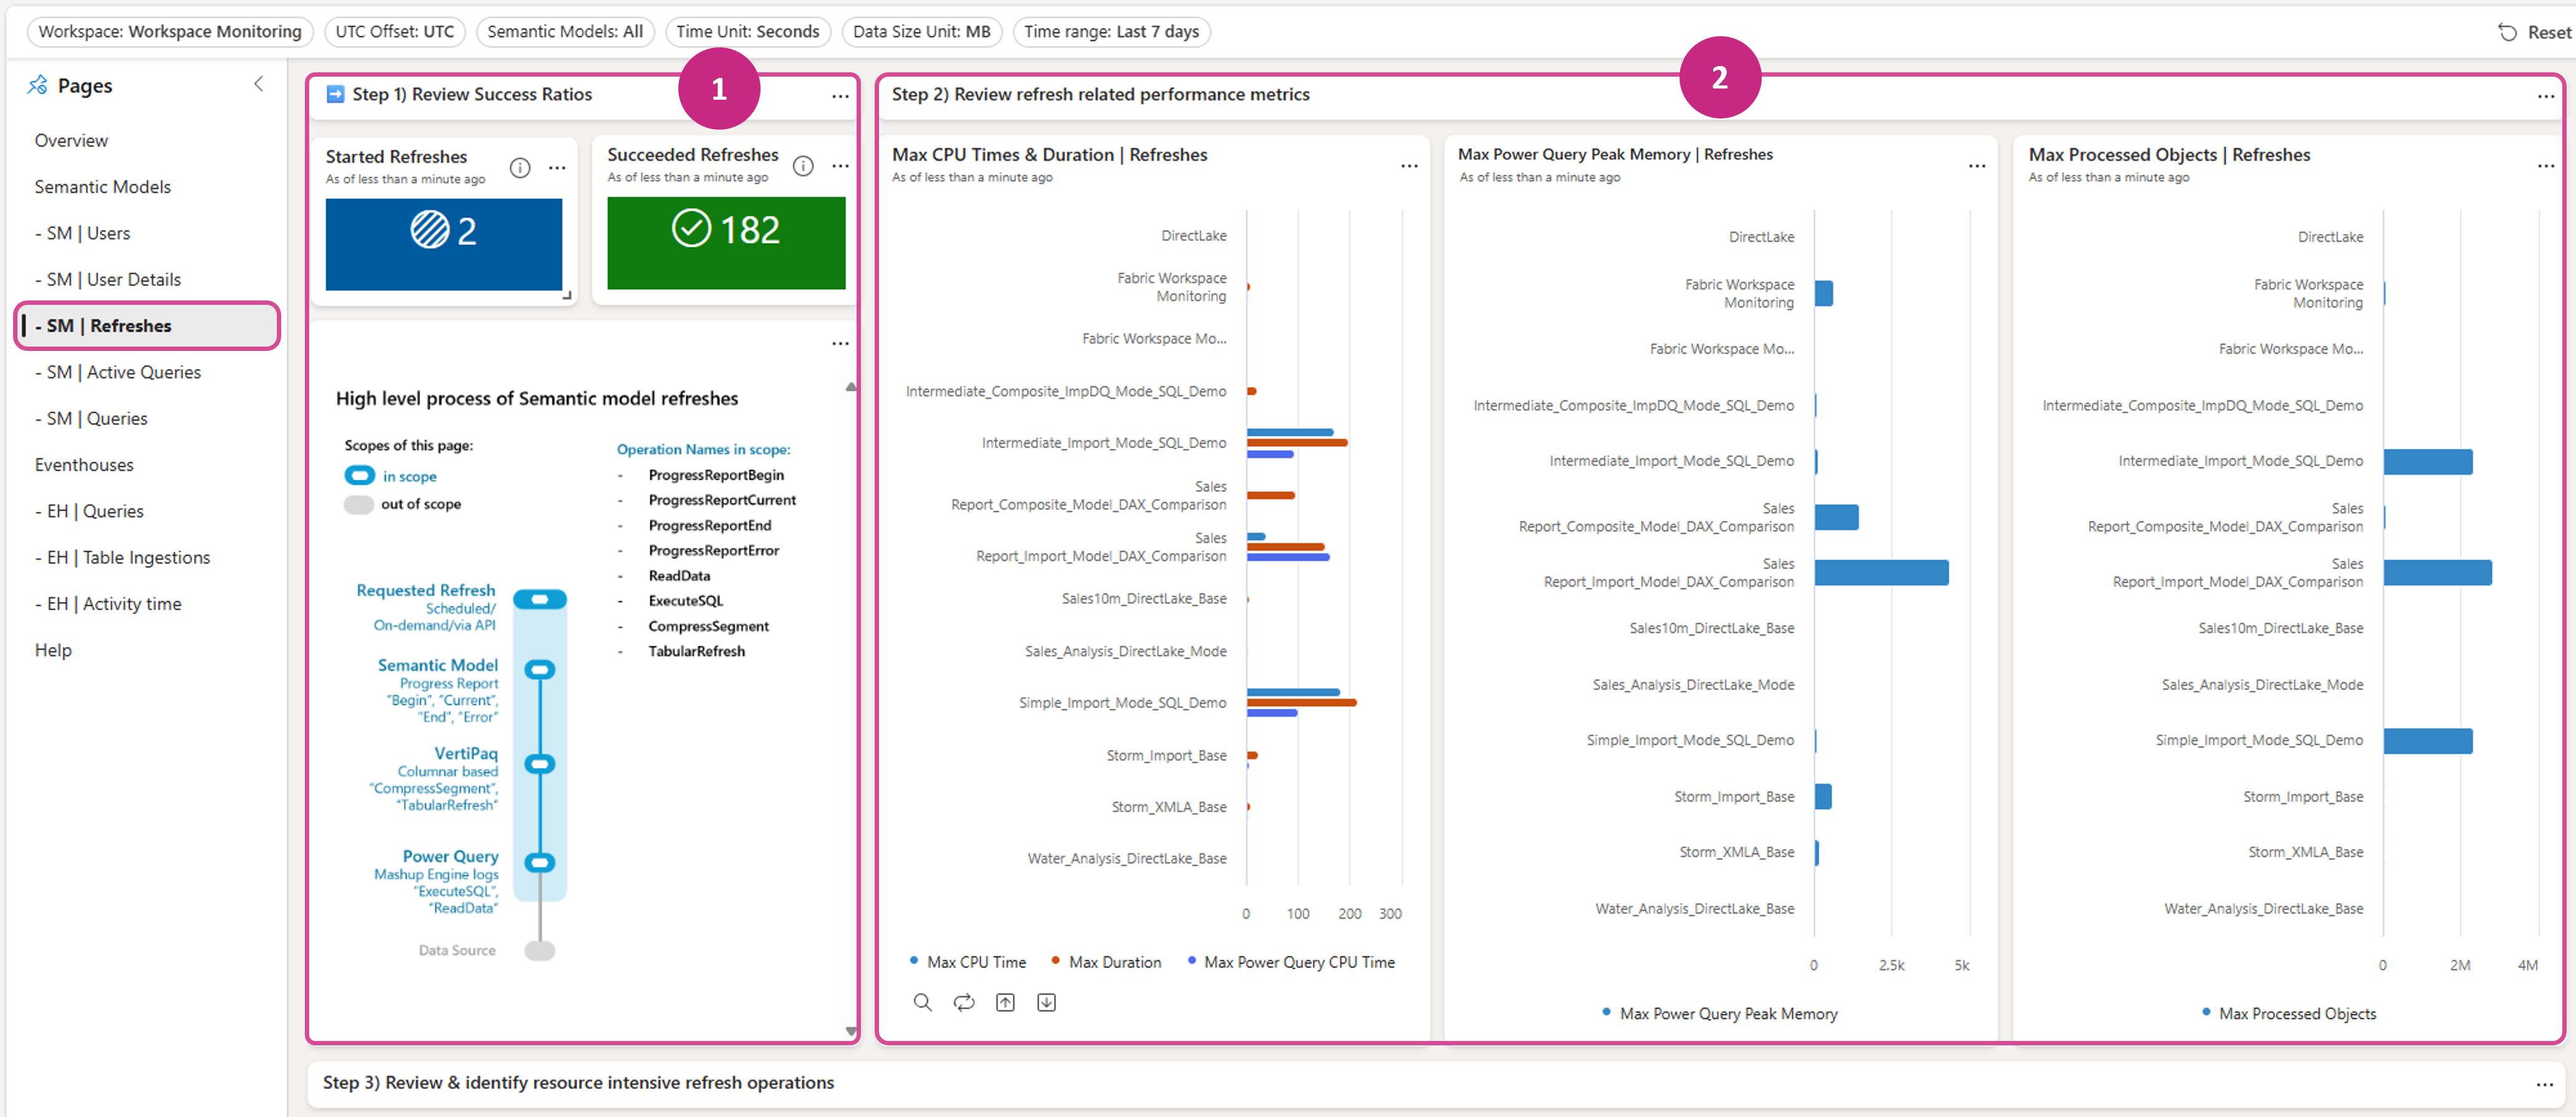 Workspace: Workspace Monitoring
UTC Offset: UTC
Semantic Models: All
Time Unit: Seconds
Data Size Unit: MB
Time range: Last 7 days
Reset
Pages
Overview
Semantic Models
- SM | Users
- SM | User Details
- SM | Refreshes
- SM | Active Queries
- SM | Queries
Eventhouses
- EH | Queries
- EH | Table Ingestions
- EH | Activity time
Help
1
Step 1) Review Success Ratios
Started Refreshes
As of less than a minute ago
2
Succeeded Refreshes
As of less than a minute ago
182
High level process of Semantic model refreshes
Scopes of this page:
in scope
out of scope
Operation Names in scope:
- ProgressReportBegin
- ProgressReportCurrent
- ProgressReportEnd
- ProgressReportError
- ReadData
- ExecuteSQL
- CompressSegment
- TabularRefresh
Requested Refresh
Scheduled/
On-demand/via API
Semantic Model
Progress Report
"Begin", "Current",
"End", "Error"
VertiPaq
Columnar based
"CompressSegment",
"TabularRefresh"
Power Query
Mashup Engine logs
"ExecuteSQL",
"ReadData"
Data Source
2
Step 2) Review refresh related performance metrics
Max CPU Times & Duration | Refreshes
As of less than a minute ago
DirectLake
Fabric Workspace
Monitoring
Fabric Workspace Mo...
Intermediate_Composite_ImpDQ_Mode_SQL_Demo
Intermediate_Import_Mode_SQL_Demo
Sales
Report_Composite_Model_DAX_Comparison
Sales
Report_Import_Model_DAX_Comparison
Sales10m_DirectLake_Base
Sales_Analysis_DirectLake_Mode
Simple_Import_Mode_SQL_Demo
Storm_Import_Base
Storm_XMLA_Base
Water_Analysis_DirectLake_Base
0 100 200 300
Max CPU Time
Max Duration
Max Power Query CPU Time
Max Power Query Peak Memory | Refreshes
As of less than a minute ago
DirectLake
Fabric Workspace
Monitoring
Fabric Workspace Mo...
Intermediate_Composite_ImpDQ_Mode_SQL_Demo
Intermediate_Import_Mode_SQL_Demo
Sales
Report_Composite_Model_DAX_Comparison
Sales
Report_Import_Model_DAX_Comparison
Sales10m_DirectLake_Base
Sales_Analysis_DirectLake_Mode
Simple_Import_Mode_SQL_Demo
Storm_Import_Base
Storm_XMLA_Base
Water_Analysis_DirectLake_Base
0 2.5k 5k
Max Power Query Peak Memory
Max Processed Objects | Refreshes
As of less than a minute ago
DirectLake
Fabric Workspace
Monitoring
Fabric Workspace Mo...
Intermediate_Composite_ImpDQ_Mode_SQL_Demo
Intermediate_Import_Mode_SQL_Demo
Sales
Report_Composite_Model_DAX_Comparison
Sales
Report_Import_Model_DAX_Comparison
Sales10m_DirectLake_Base
Sales_Analysis_DirectLake_Mode
Simple_Import_Mode_SQL_Demo
Storm_Import_Base
Storm_XMLA_Base
Water_Analysis_DirectLake_Base
0 2M 4M
Max Processed Objects
Step 3) Review & identify resource intensive refresh operations